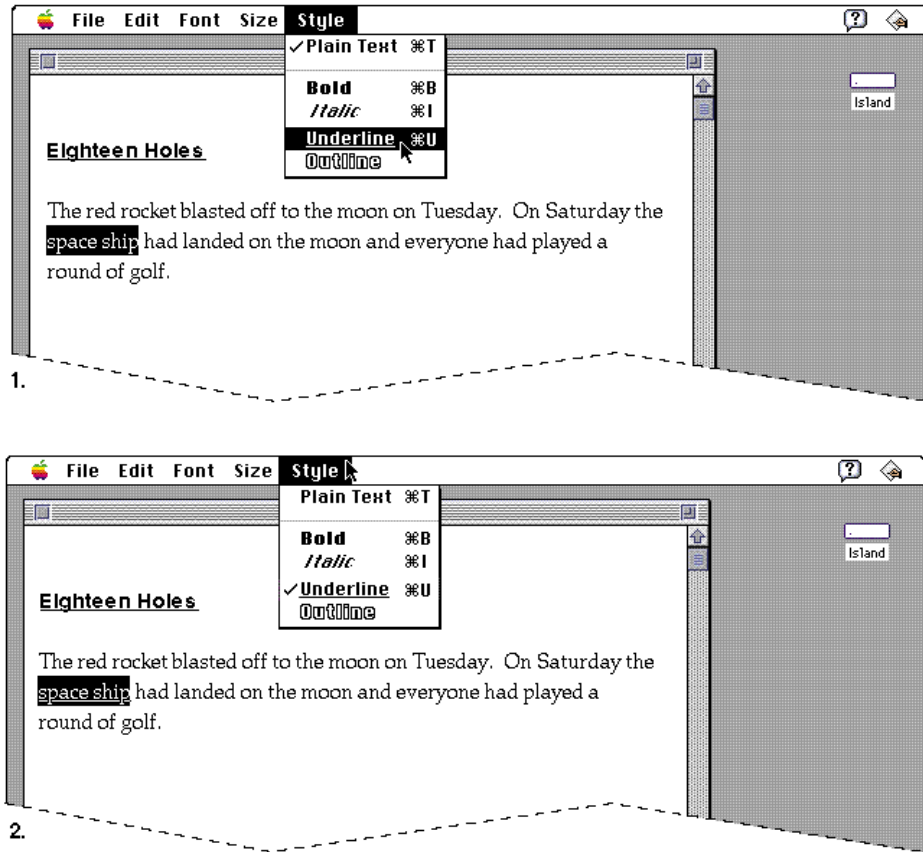 File Edit Font Size Style
✓Plain Text ⌘T
Bold ⌘B
Italic ⌘I
Underline ⌘U
Outline
Island
Eighteen Holes
The red rocket blasted off to the moon on Tuesday.  On Saturday the
space ship had landed on the moon and everyone had played a
round of golf.
1.
File Edit Font Size Style
Plain Text ⌘T
Bold ⌘B
Italic ⌘I
✓Underline ⌘U
Outline
Island
Eighteen Holes
The red rocket blasted off to the moon on Tuesday.  On Saturday the
space ship had landed on the moon and everyone had played a
round of golf.
2.